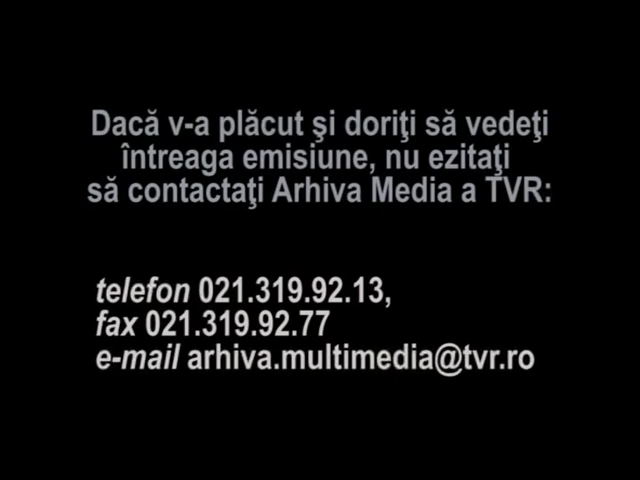 Dacă v-a plăcut şi doriţi să vedeţi
întreaga emisiune, nu ezitaţi
să contactaţi Arhiva Media a TVR:
telefon 021.319.92.13,
fax 021.319.92.77
e-mail arhiva.multimedia@tvr.ro